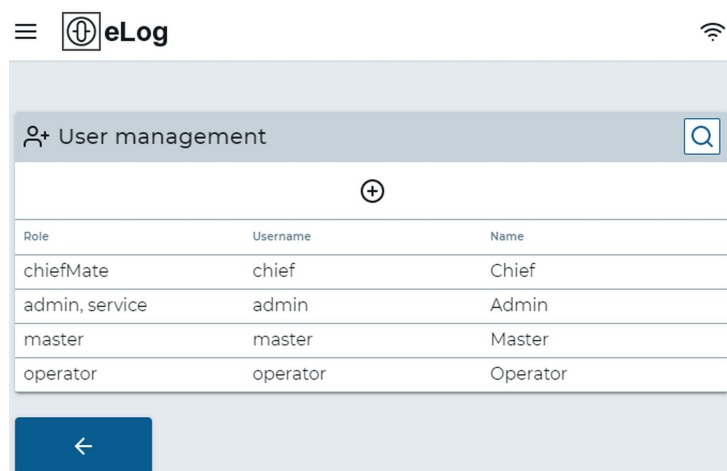 eLog
User management
Role Username Name
chiefMate chief Chief
admin, service admin Admin
master master Master
operator operator Operator